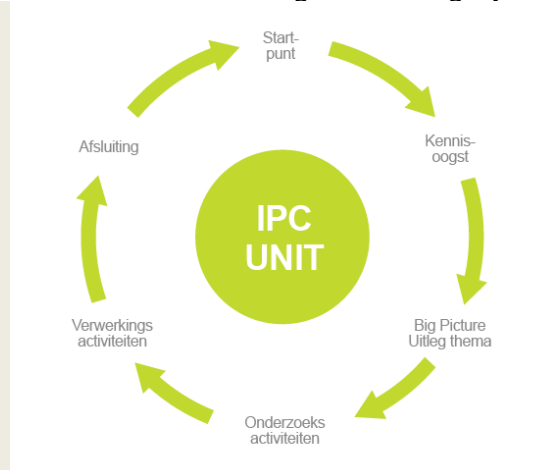 Start-
punt
Kennis-
oogst
Big Picture
Uitleg thema
Onderzoeks
activiteiten
Verwerkings
activiteiten
Afsluiting
IPC
UNIT